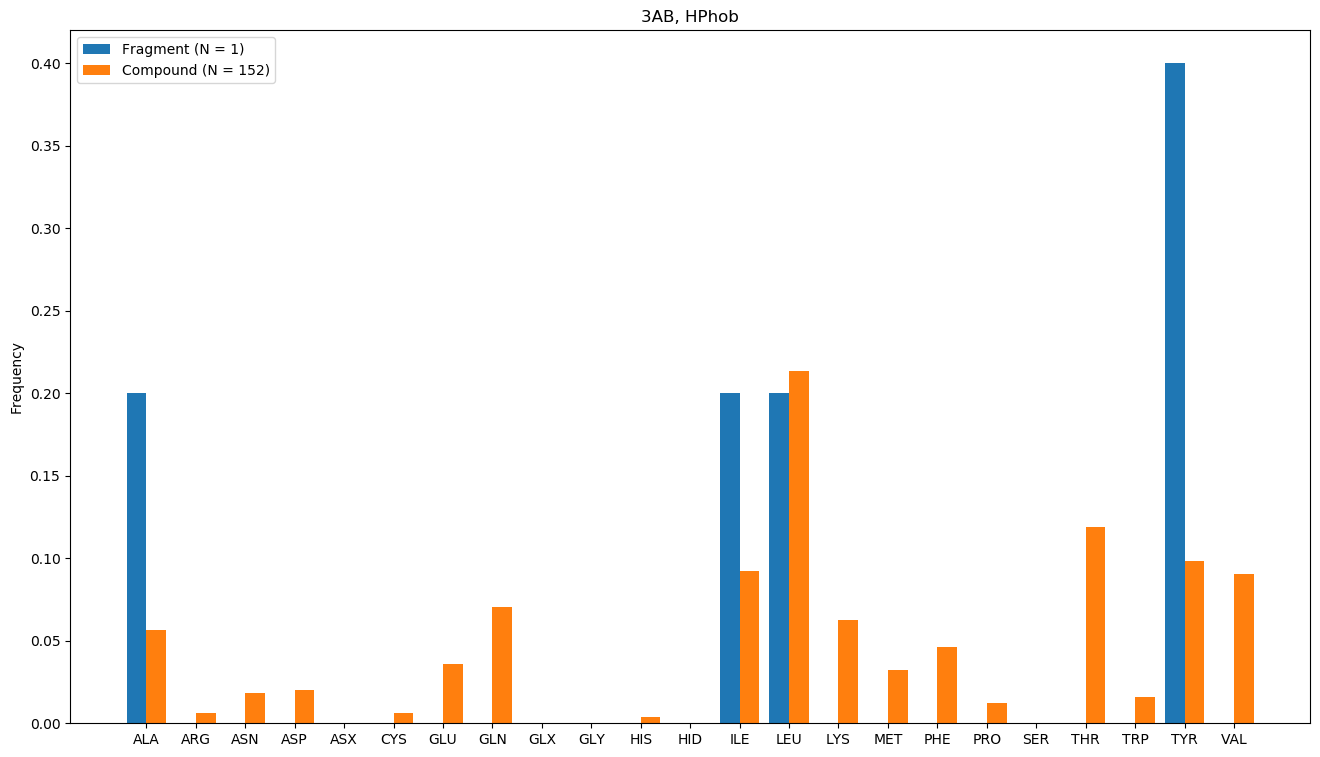 3AB, HPhob
Fragment (N = 1)
Compound (N = 152)
Frequency
0.40
0.35
0.30
0.25
0.20
0.15
0.10
0.05
0.00
ALA ARG ASN ASP ASX CYS GLU GLN GLX GLY HIS HID ILE LEU LYS MET PHE PRO SER THR TRP TYR VAL